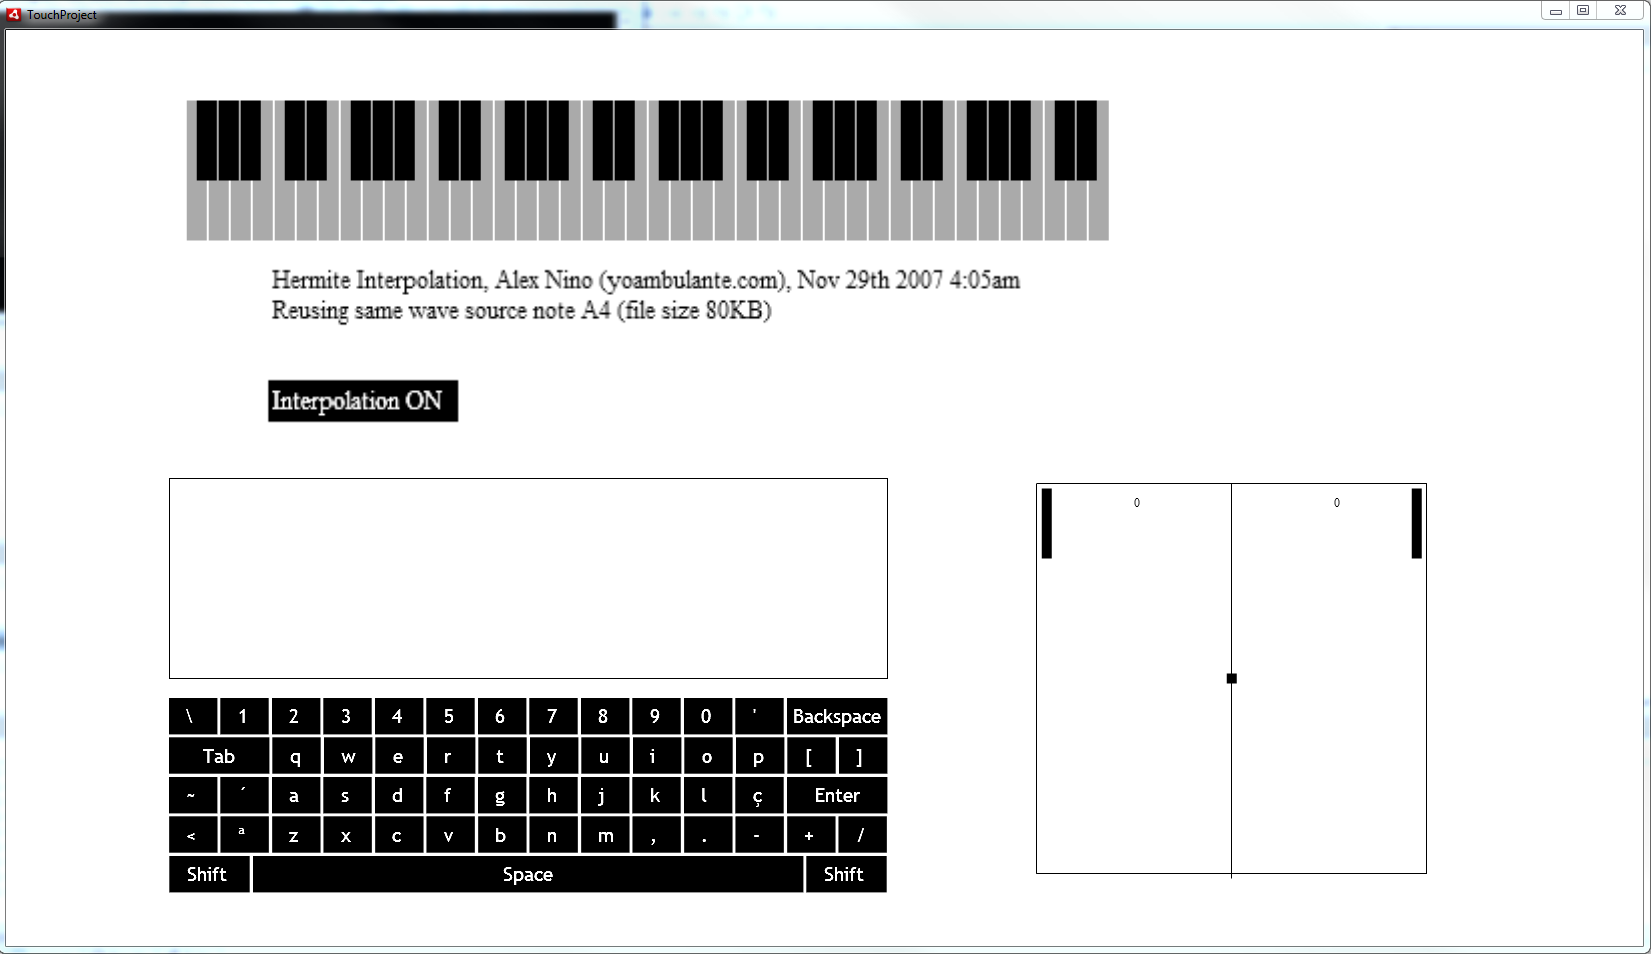 TouchProject
Hermite Interpolation, Alex Nino (yoambulante.com), Nov 29th 2007 4:05am
Reusing same wave source note A4 (file size 80KB)
Interpolation ON
0 0
\ 1 2 3 4 5 6 7 8 9 0 ' Backspace
Tab q w e r t y u i o p [ ]
~ ´ a s d f g h j k l ç Enter
< ª z x c v b n m , . - + /
Shift Space Shift